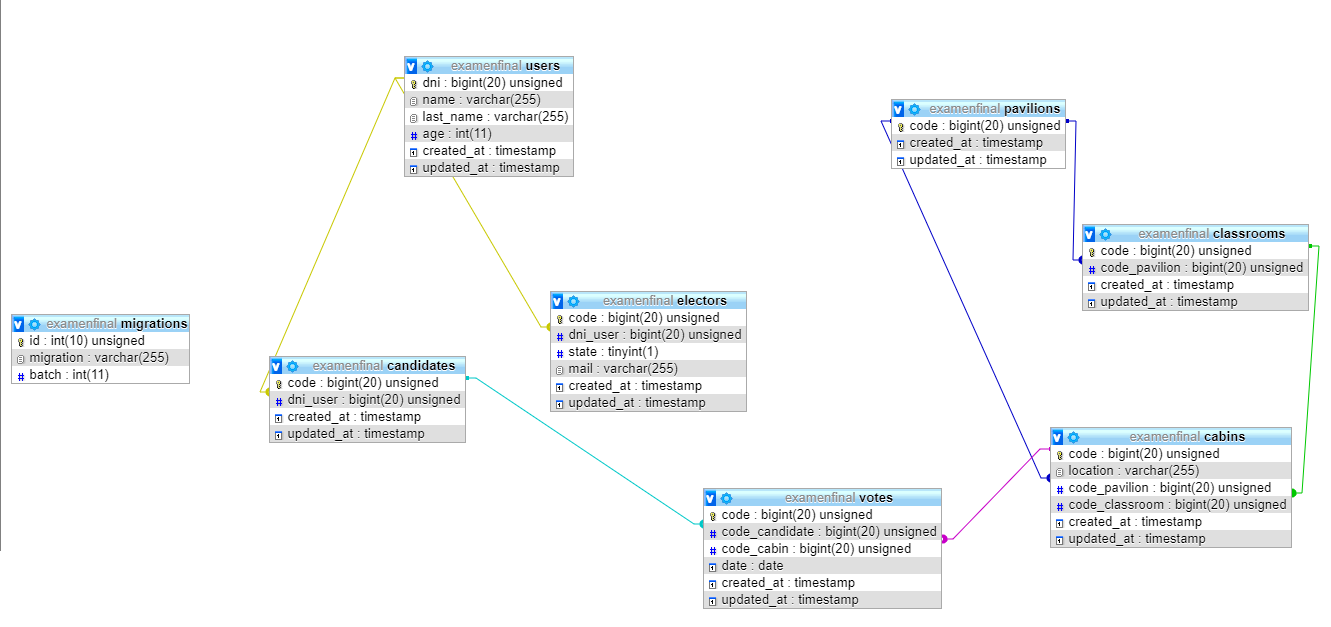 examenfinal users
dni : bigint(20) unsigned
name : varchar(255)
last_name : varchar(255)
age : int(11)
created_at : timestamp
updated_at : timestamp
examenfinal pavilions
code : bigint(20) unsigned
created_at : timestamp
updated_at : timestamp
examenfinal classrooms
code : bigint(20) unsigned
code_pavilion : bigint(20) unsigned
created_at : timestamp
updated_at : timestamp
examenfinal electors
code : bigint(20) unsigned
dni_user : bigint(20) unsigned
state : tinyint(1)
mail : varchar(255)
created_at : timestamp
updated_at : timestamp
examenfinal migrations
id : int(10) unsigned
migration : varchar(255)
batch : int(11)
examenfinal candidates
code : bigint(20) unsigned
dni_user : bigint(20) unsigned
created_at : timestamp
updated_at : timestamp
examenfinal cabins
code : bigint(20) unsigned
location : varchar(255)
code_pavilion : bigint(20) unsigned
code_classroom : bigint(20) unsigned
created_at : timestamp
updated_at : timestamp
examenfinal votes
code : bigint(20) unsigned
code_candidate : bigint(20) unsigned
code_cabin : bigint(20) unsigned
date : date
created_at : timestamp
updated_at : timestamp